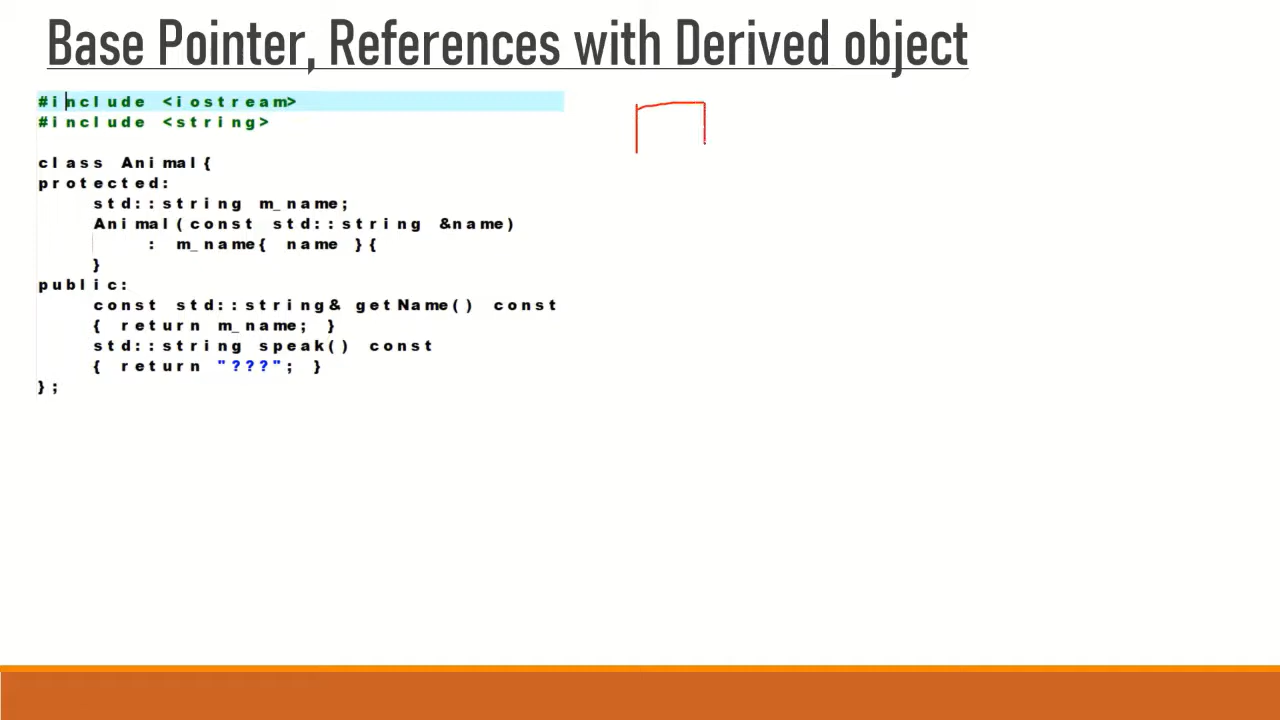 Base Pointer, References with Derived object
#include <iostream>
#include <string>
class Animal{
protected:
std::string m_name;
Animal(const std::string &name)
: m_name{ name }{
}
public:
const std::string& getName() const
{ return m_name; }
std::string speak() const
{ return "???"; }
};